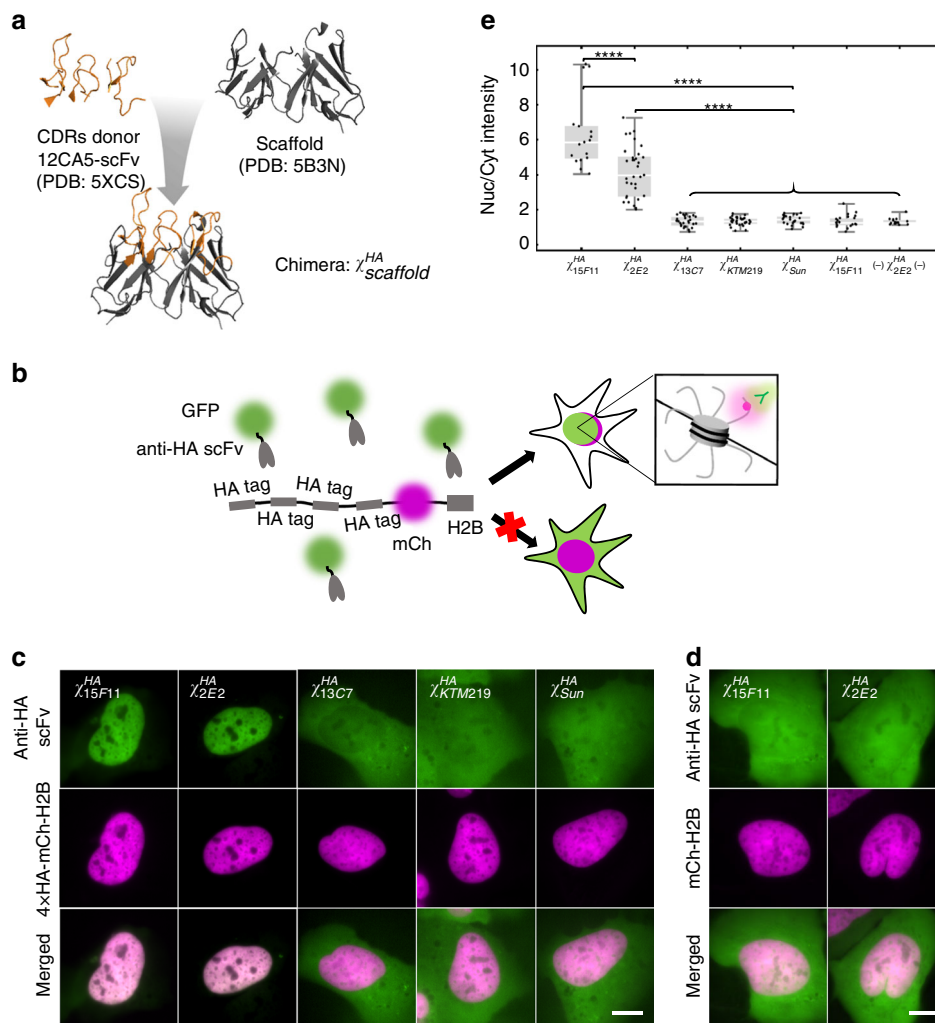 a
CDRs donor
12CA5-scFv
(PDB: 5XCS)
Scaffold
(PDB: 5B3N)
Chimera: χ^HA_scaffold
e
Nuc/Cyt intensity
10
8
6
4
2
0
****
****
****
χ^HA_15F11
χ^HA_2E2
χ^HA_13C7
χ^HA_KTM219
χ^HA_Sun
χ^HA_15F11 (–)
χ^HA_2E2 (–)
b
GFP
anti-HA scFv
HA tag
HA tag
HA tag
HA tag
mCh
H2B
c
χ^HA_15F11
χ^HA_2E2
χ^HA_13C7
χ^HA_KTM219
χ^HA_Sun
Anti-HA
scFv
4×HA-mCh-H2B
Merged
d
χ^HA_15F11
χ^HA_2E2
Anti-HA scFv
mCh-H2B
Merged